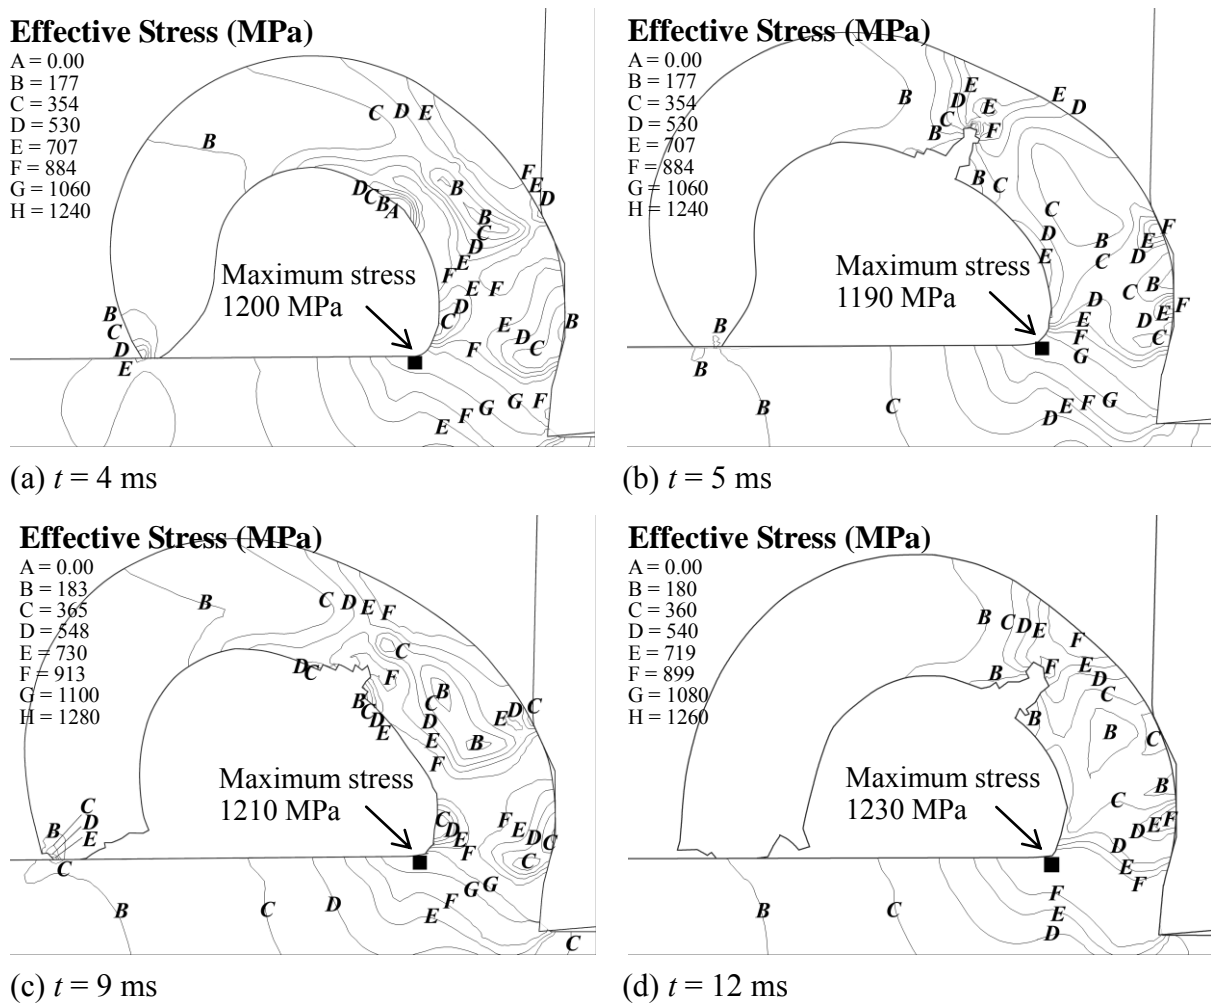 Effective Stress (MPa)
A = 0.00
B = 177
C = 354
D = 530
E = 707
F = 884
G = 1060
H = 1240
B
C D E
D
C
B
A
B
B
C
D
E
F
F
E
D
E F
D
C
F
E
D
C
B
B
C
D
E
Maximum stress
1200 MPa
E
F
G
G
F
(a) t = 4 ms
Effective Stress (MPa)
A = 0.00
B = 177
C = 354
D = 530
E = 707
F = 884
G = 1060
H = 1240
B
E
D
C
B
E
F
E
D
B
C
C
D
E
B
C
F
E
D
B
C
D
F
E
D
C
E
F
G
Maximum stress
1190 MPa
B
B
B
C
D
E
F
G
(b) t = 5 ms
Effective Stress (MPa)
A = 0.00
B = 183
C = 365
D = 548
E = 730
F = 913
G = 1100
H = 1280
B
C D E F
C
D
C
F
B
C
D
E
B
C
D
E
F
B
E
D
C
C
D
E
F
F
E
D
C
C
Maximum stress
1210 MPa
C
B
D
E
C
B
C
D
E
F
G
G
C
(c) t = 9 ms
Effective Stress (MPa)
A = 0.00
B = 180
C = 360
D = 540
E = 719
F = 899
G = 1080
H = 1260
B
C D E
F
B
F
E
D
C
B
B
C
B
C
D
E
F
D
E
F
Maximum stress
1230 MPa
B
C
F
E
D
(d) t = 12 ms